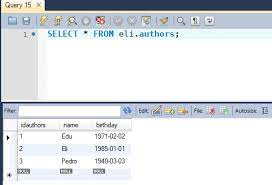 Query 15
1 SELECT * FROM eli.authors;
Filter: Edit: File: Autosize:
idauthors name birthday
1 Edu 1971-02-02
2 Eli 1985-01-01
3 Pedro 1940-03-03
NULL NULL NULL